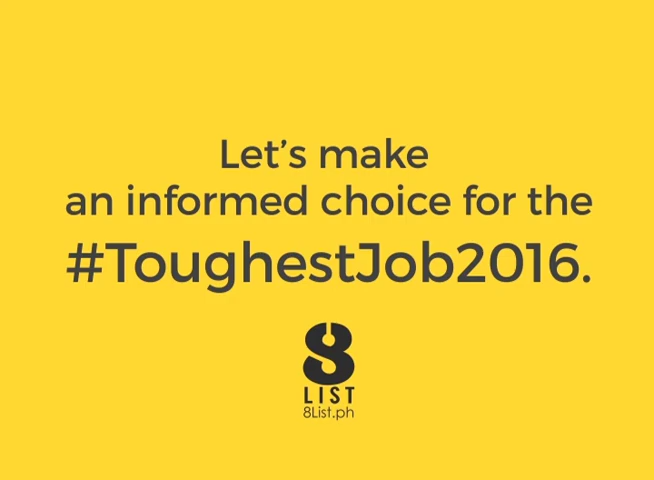 Let’s make
an informed choice for the
#ToughestJob2016.
8
LIST
8List.ph